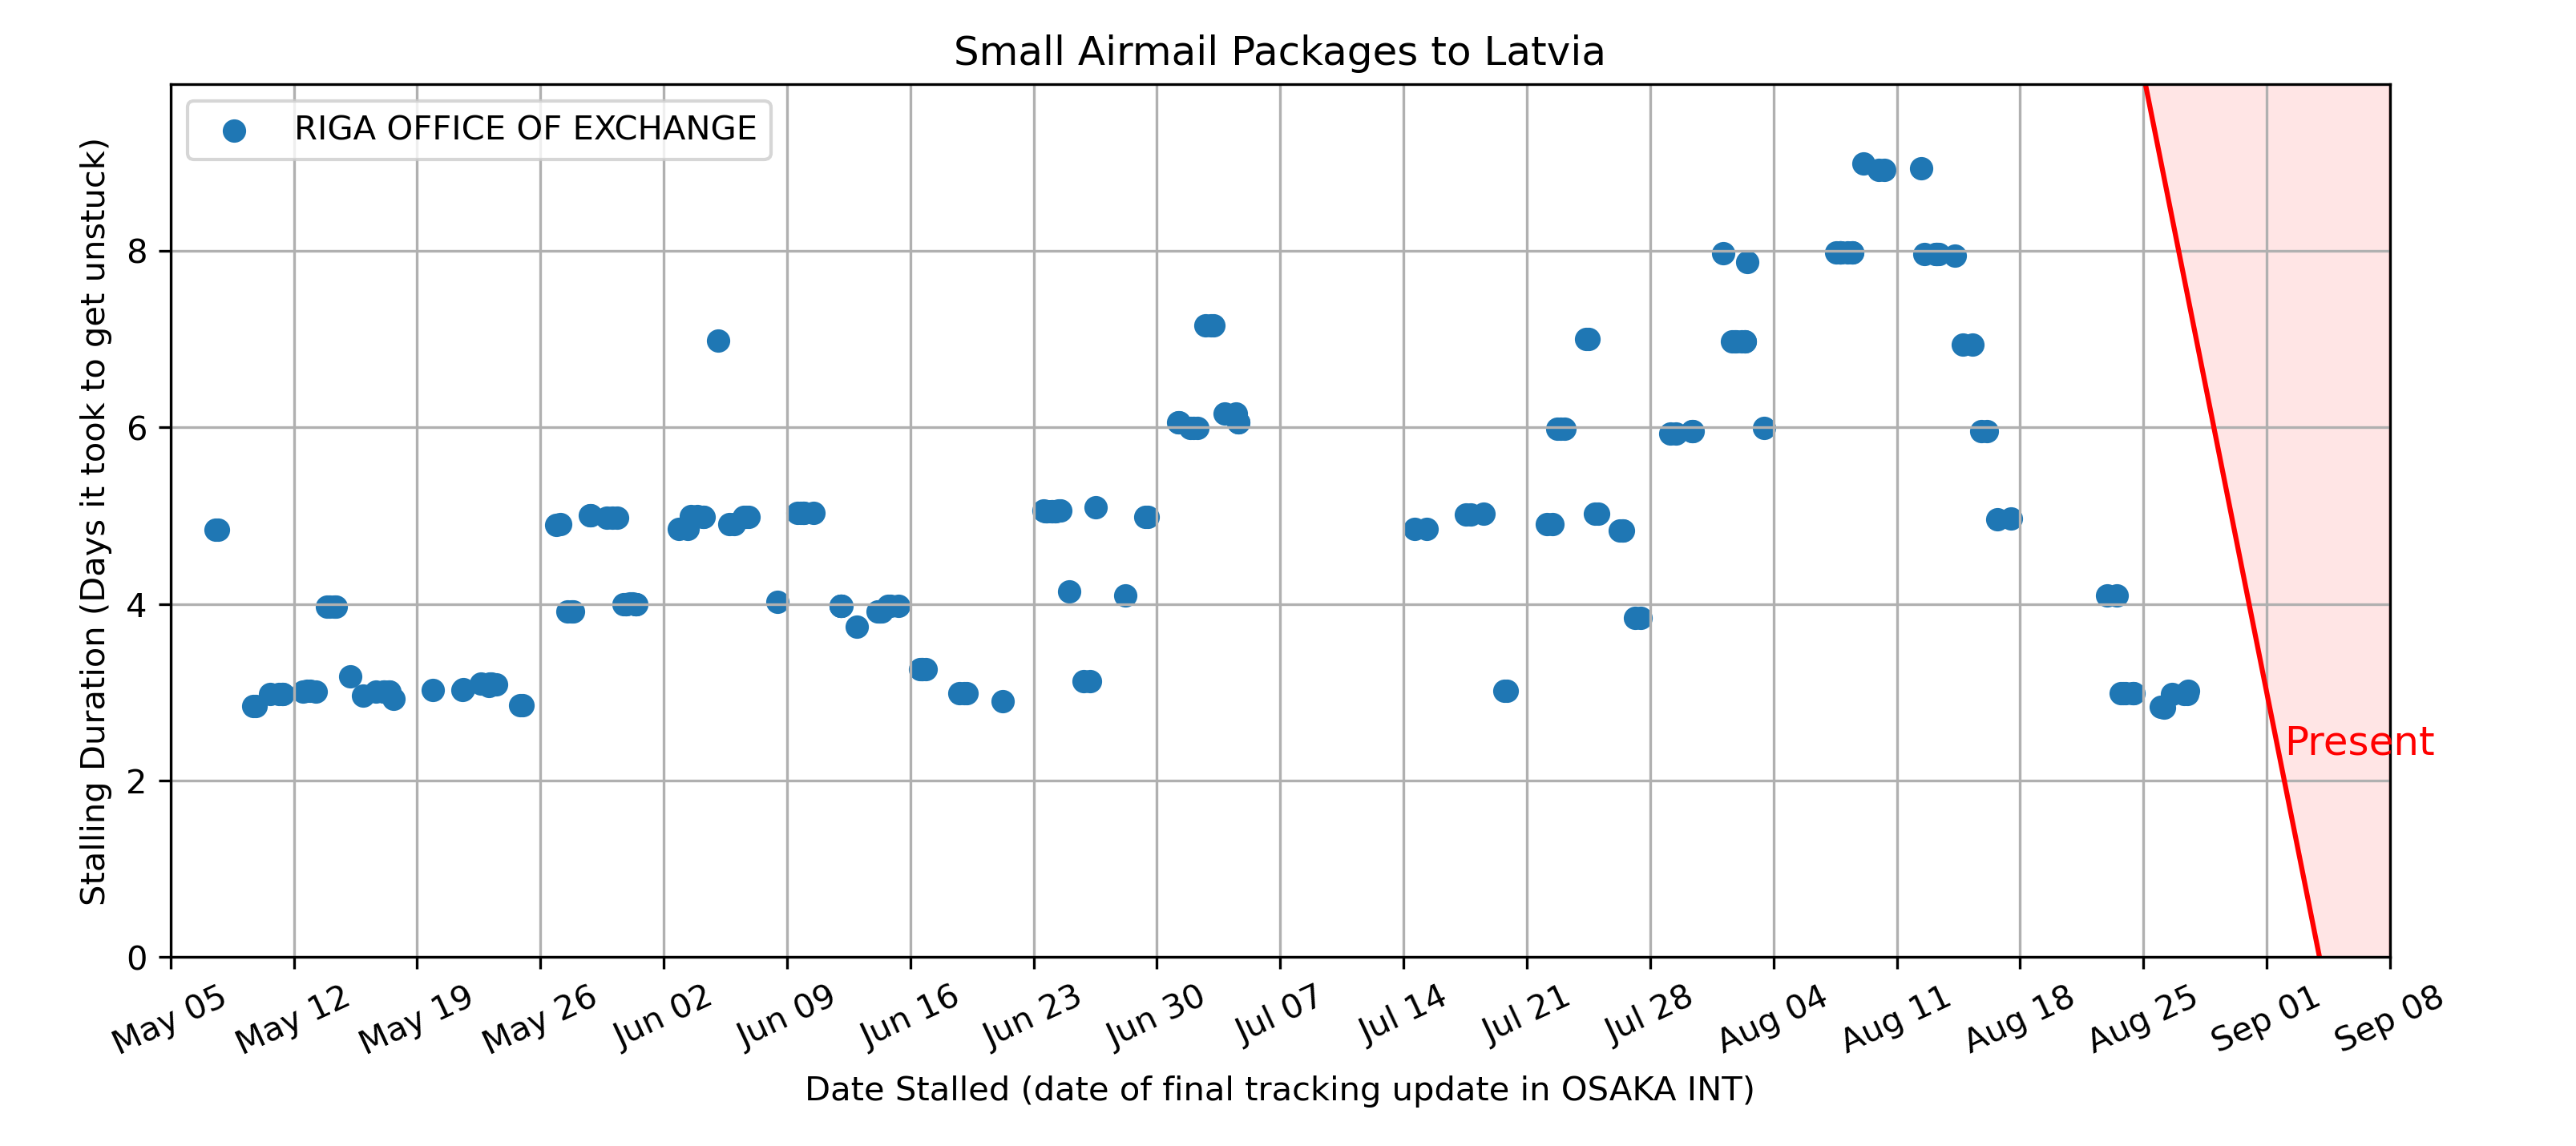 Small Airmail Packages to Latvia
RIGA OFFICE OF EXCHANGE
Stalling Duration (Days it took to get unstuck)
8
6
4
2
0
Present
May 05 May 12 May 19 May 26 Jun 02 Jun 09 Jun 16 Jun 23 Jun 30 Jul 07 Jul 14 Jul 21 Jul 28 Aug 04 Aug 11 Aug 18 Aug 25 Sep 01 Sep 08
Date Stalled (date of final tracking update in OSAKA INT)